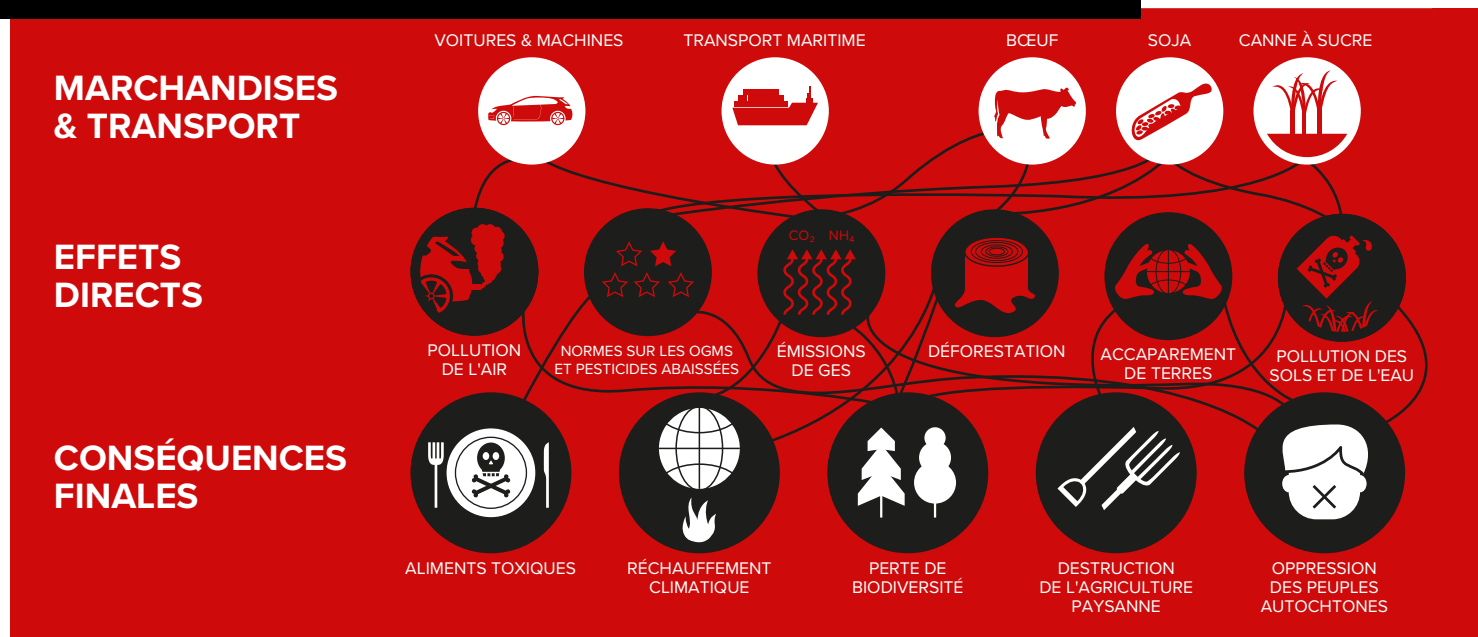 VOITURES & MACHINES
TRANSPORT MARITIME
BŒUF
SOJA
CANNE À SUCRE
MARCHANDISES
& TRANSPORT
CO₂ NH₄
EFFETS
DIRECTS
POLLUTION
DE L'AIR
NORMES SUR LES OGMS
ET PESTICIDES ABAISSÉES
ÉMISSIONS
DE GES
DÉFORESTATION
ACCAPAREMENT
DE TERRES
POLLUTION DES
SOLS ET DE L'EAU
CONSÉQUENCES
FINALES
ALIMENTS TOXIQUES
RÉCHAUFFEMENT
CLIMATIQUE
PERTE DE
BIODIVERSITÉ
DESTRUCTION
DE L'AGRICULTURE
PAYSANNE
OPPRESSION
DES PEUPLES
AUTOCHTONES